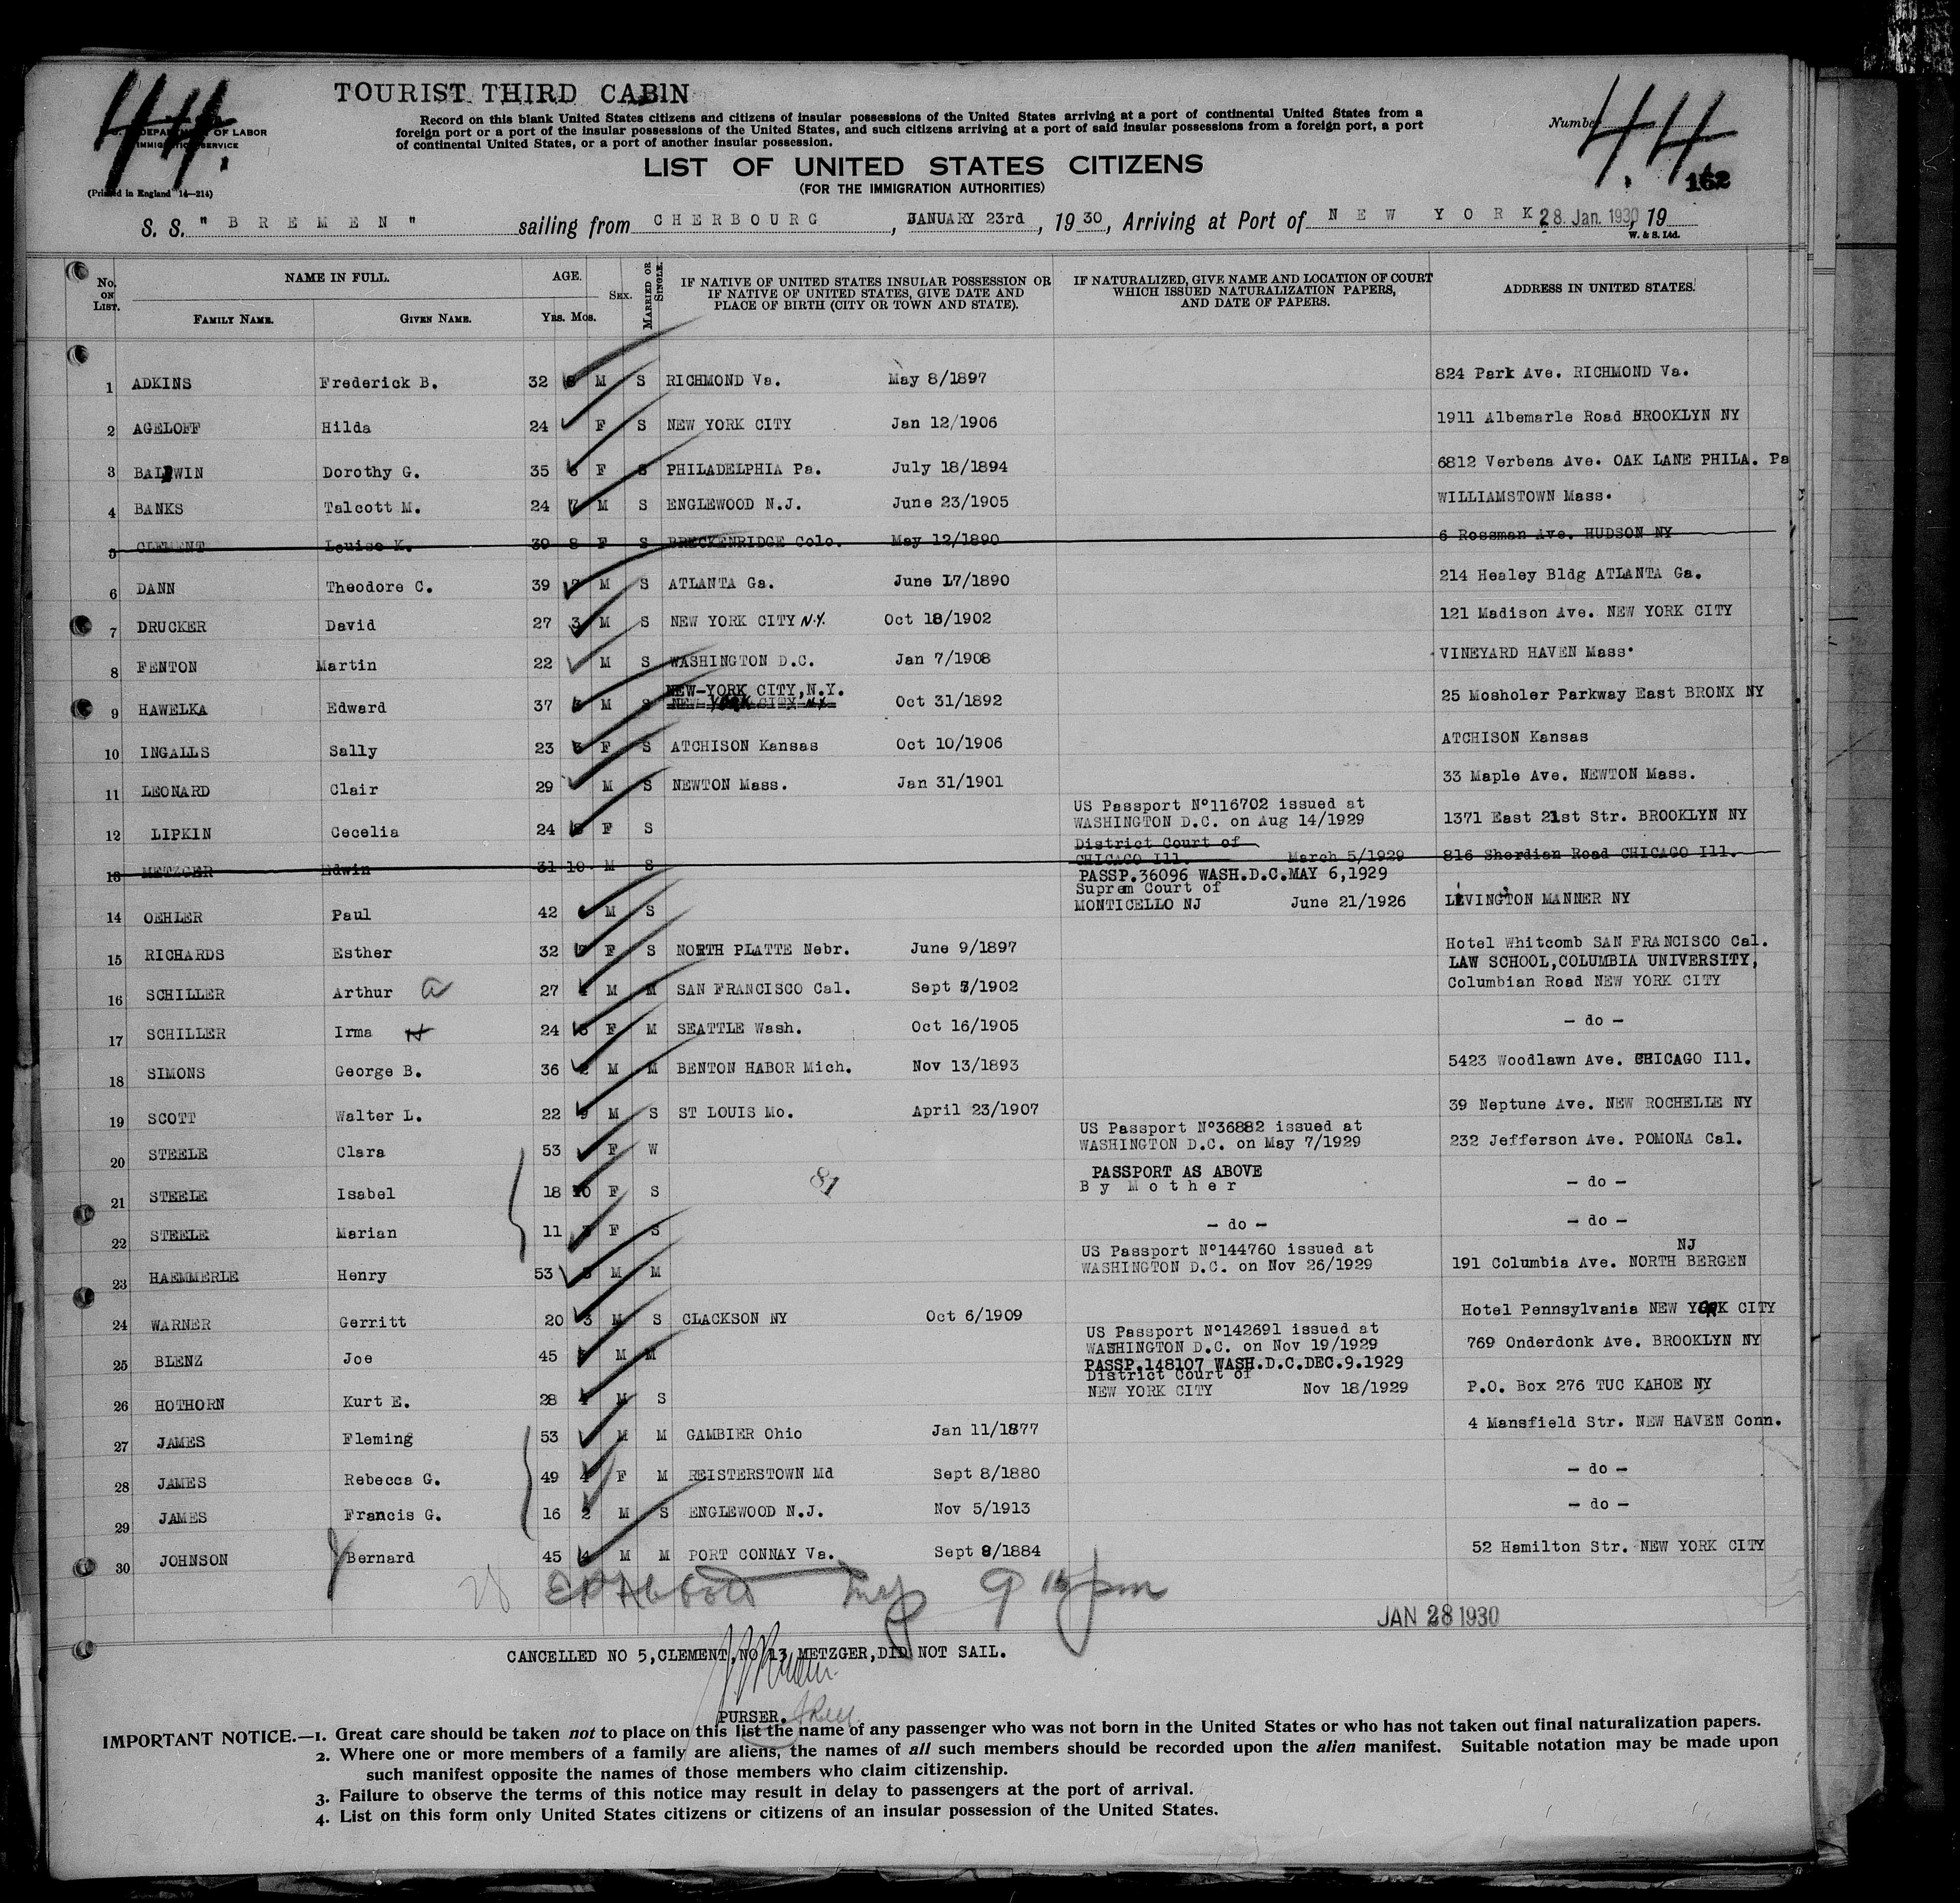 44.
TOURIST THIRD CABIN
Record on this blank United States citizens and citizens of insular possessions of the United States arriving at a port of continental United States from a
foreign port or a port of the insular possessions of the United States, and such citizens arriving at a port of said insular possessions from a foreign port, a port
of continental United States, or a port of another insular possession.
DEPARTMENT OF LABOR
IMMIGRATION SERVICE
(Printed in England 14—214)
Number 44
162
LIST OF UNITED STATES CITIZENS
(FOR THE IMMIGRATION AUTHORITIES)
S. S. "BREMEN" sailing from CHERBOURG, JANUARY 23rd, 1930, Arriving at Port of NEW YORK 28. Jan. 1930, 19
W. & S. Ltd.
No. on List. NAME IN FULL. FAMILY NAME. GIVEN NAME. AGE. YRS. MOS. SEX. MARRIED OR SINGLE. IF NATIVE OF UNITED STATES INSULAR POSSESSION OR IF NATIVE OF UNITED STATES, GIVE DATE AND PLACE OF BIRTH (CITY OR TOWN AND STATE). IF NATURALIZED, GIVE NAME AND LOCATION OF COURT WHICH ISSUED NATURALIZATION PAPERS, AND DATE OF PAPERS. ADDRESS IN UNITED STATES.
1 ADKINS Frederick B. 32 8 M S RICHMOND Va. May 8/1897 824 Park Ave. RICHMOND Va.
2 AGELOFF Hilda 24 F S NEW YORK CITY Jan 12/1906 1911 Albemarle Road BROOKLYN NY
3 BALDWIN Dorothy G. 35 6 F S PHILADELPHIA Pa. July 18/1894 6812 Verbena Ave. OAK LANE PHILA. Pa
4 BANKS Talcott M. 24 7 M S ENGLEWOOD N.J. June 23/1905 WILLIAMSTOWN Mass.
5 CLEMENT Louise K. 39 8 F S BRECKENRIDGE Colo. May 12/1890 6 Rossman Ave. HUDSON NY
6 DANN Theodore C. 39 7 M S ATLANTA Ga. June 17/1890 214 Healey Bldg ATLANTA Ga.
7 DRUCKER David 27 3 M S NEW YORK CITY N.Y. Oct 18/1902 121 Madison Ave. NEW YORK CITY
8 FENTON Martin 22 M S WASHINGTON D.C. Jan 7/1908 VINEYARD HAVEN Mass.
NEW-YORK CITY, N.Y.
9 HAWELKA Edward 37 M S NEW YORK CITY N.Y. Oct 31/1892 25 Mosholer Parkway East BRONX NY
10 INGALLS Sally 23 F S ATCHISON Kansas Oct 10/1906 ATCHISON Kansas
11 LEONARD Clair 29 M S NEWTON Mass. Jan 31/1901 33 Maple Ave. NEWTON Mass.
US Passport N°116702 issued at
12 LIPKIN Cecelia 24 F S WASHINGTON D.C. on Aug 14/1929 1371 East 21st Str. BROOKLYN NY
District Court of
13 METZGER Edwin 31 10 M S CHICAGO Ill. March 5/1929 816 Sherdian Road CHICAGO Ill.
PASSP.36096 WASH.D.C.MAY 6,1929
Suprem Court of
14 OEHLER Paul 42 M S MONTICELLO NJ June 21/1926 LIVINGTON MANNER NY
15 RICHARDS Esther 32 7 F S NORTH PLATTE Nebr. June 9/1897 Hotel Whitcomb SAN FRANCISCO Cal.
LAW SCHOOL,COLUMBIA UNIVERSITY,
16 SCHILLER Arthur a 27 4 M M SAN FRANCISCO Cal. Sept /1902 Columbian Road NEW YORK CITY
17 SCHILLER Irma H 24 F M SEATTLE Wash. Oct 16/1905 - do -
18 SIMONS George B. 36 2 M M BENTON HABOR Mich. Nov 13/1893 5423 Woodlawn Ave. CHICAGO Ill.
19 SCOTT Walter L. 22 9 M S ST LOUIS Mo. April 23/1907 39 Neptune Ave. NEW ROCHELLE NY
US Passport N°36882 issued at
20 STEELE Clara 53 F W WASHINGTON D.C. on May 7/1929 232 Jefferson Ave. POMONA Cal.
PASSPORT AS ABOVE
21 STEELE Isabel 18 10 F S By Mother - do -
22 STEELE Marian 11 F S - do - - do -
US Passport N°144760 issued at NJ
23 HAEMMERLE Henry 53 M M WASHINGTON D.C. on Nov 26/1929 191 Columbia Ave. NORTH BERGEN
24 WARNER Gerritt 20 3 M S CLACKSON NY Oct 6/1909 Hotel Pennsylvania NEW YORK CITY
US Passport N°142691 issued at
25 BLENZ Joe 45 M M WASHINGTON D.C. on Nov 19/1929 769 Onderdonk Ave. BROOKLYN NY
PASSP.148107 WASH.D.C.DEC.9.1929
District Court of
26 HOTHORN Kurt E. 28 M S NEW YORK CITY Nov 18/1929 P.O. Box 276 TUC KAHOE NY
27 JAMES Fleming 53 M M GAMBIER Ohio Jan 11/1877 4 Mansfield Str. NEW HAVEN Conn.
28 JAMES Rebecca G. 49 4 F M REISTERSTOWN Md Sept 8/1880 - do -
29 JAMES Francis G. 16 2 M S ENGLEWOOD N.J. Nov 5/1913 - do -
30 JOHNSON Bernard 45 4 M M PORT CONNAY Va. Sept 8/1884 52 Hamilton Str. NEW YORK CITY
28 9 15 pm
JAN 28 1930
CANCELLED NO 5,CLEMENT,NO 13 METZGER,DID NOT SAIL.
PURSER.
IMPORTANT NOTICE.—1. Great care should be taken not to place on this list the name of any passenger who was not born in the United States or who has not taken out final naturalization papers.
2. Where one or more members of a family are aliens, the names of all such members should be recorded upon the alien manifest. Suitable notation may be made upon
such manifest opposite the names of those members who claim citizenship.
3. Failure to observe the terms of this notice may result in delay to passengers at the port of arrival.
4. List on this form only United States citizens or citizens of an insular possession of the United States.